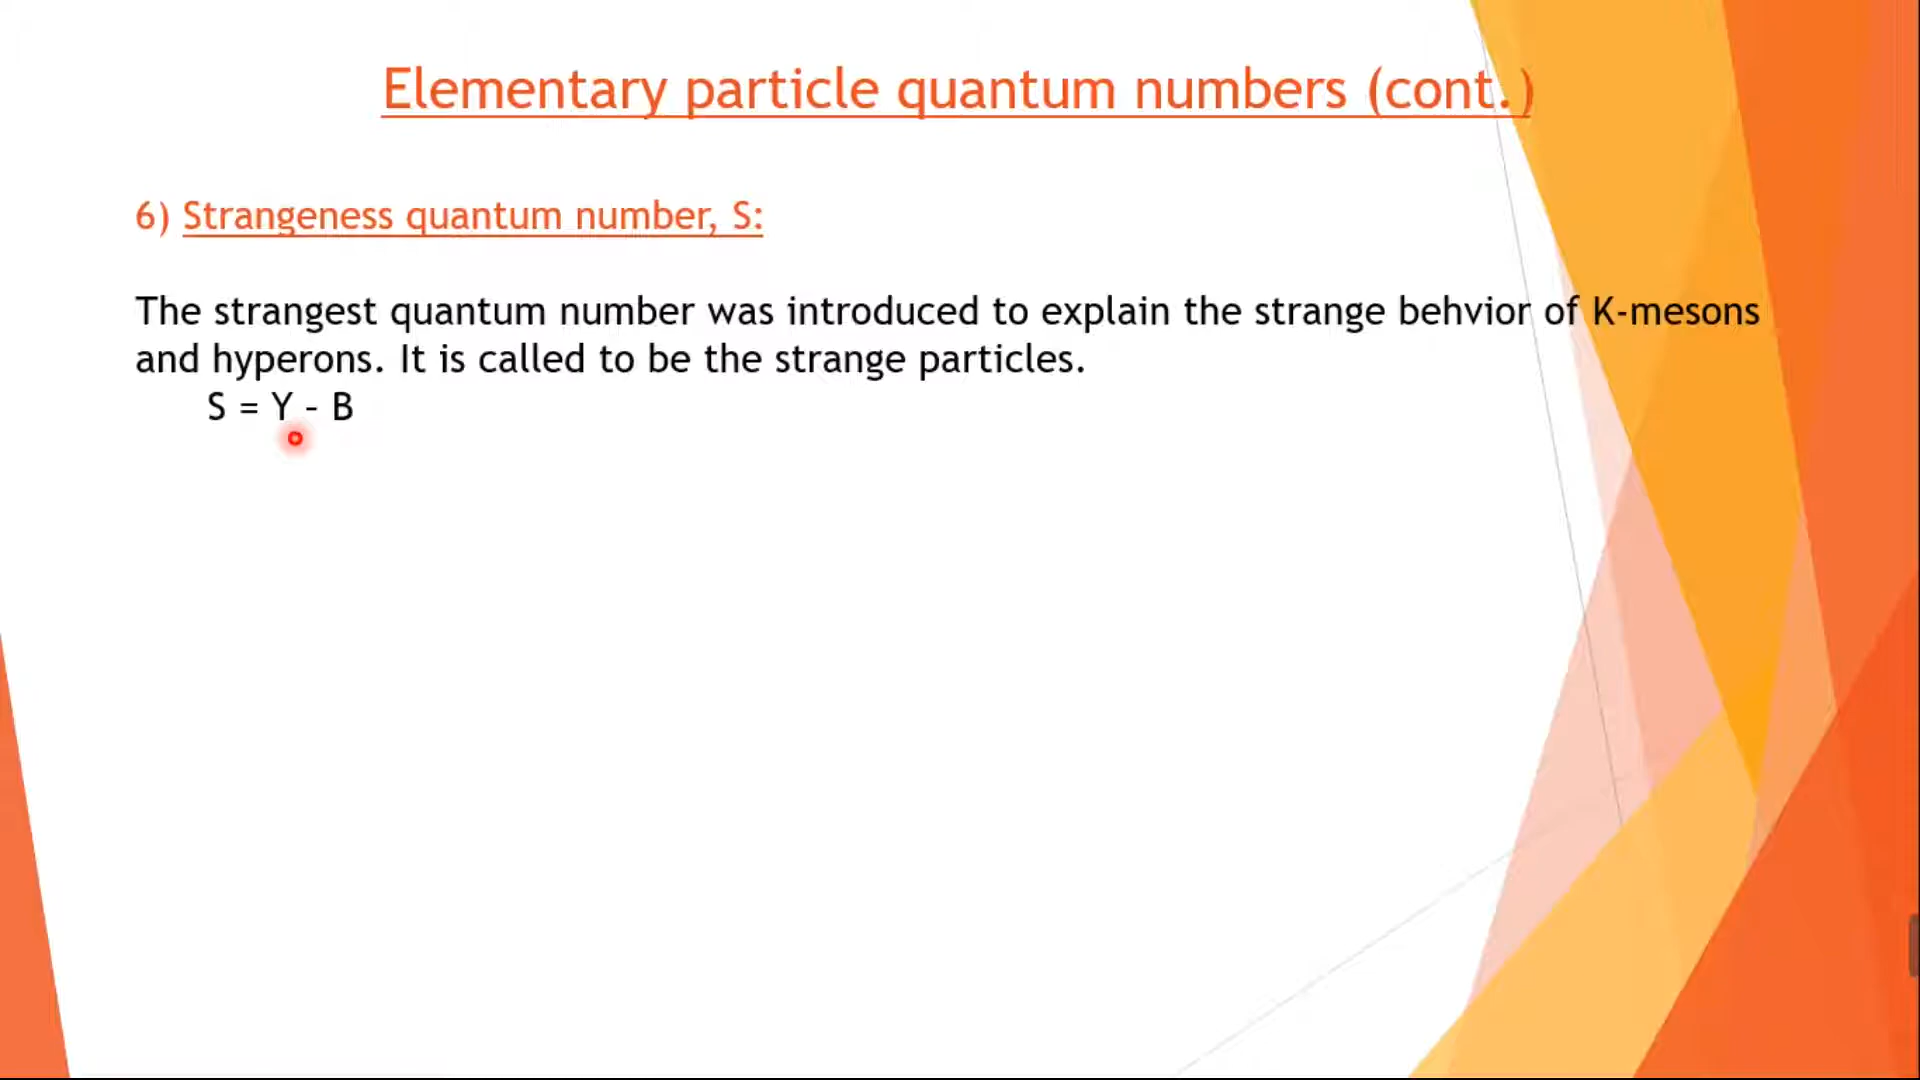 Elementary particle quantum numbers (cont.)
6) Strangeness quantum number, S:
The strangest quantum number was introduced to explain the strange behvior of K-mesons
and hyperons. It is called to be the strange particles.
S = Y - B